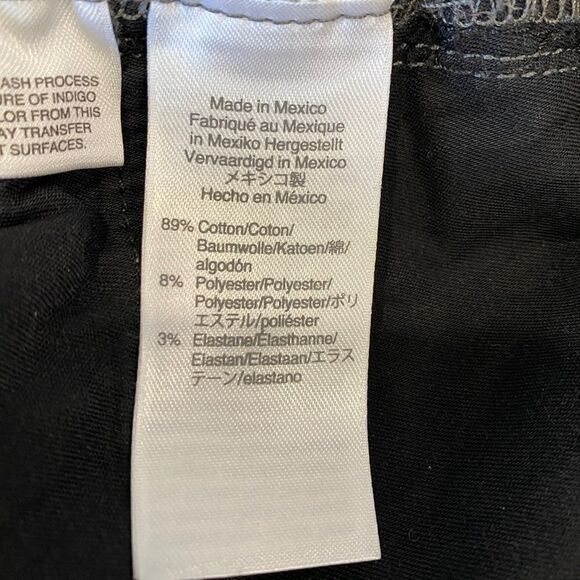 ASH PROCESS
URE OF INDIGO
LOR FROM THIS
AY TRANSFER
T SURFACES.
Made in Mexico
Fabriqué au Mexique
in Mexiko Hergestellt
Vervaardigd in Mexico
メキシコ製
Hecho en México
89% Cotton/Coton/
Baumwolle/Katoen/綿/
algodón
8% Polyester/Polyester/
Polyester/Polyester/ポリ
エステル/poliéster
3% Elastane/Élasthanne/
Elastan/Elastaan/エラス
テーン/elastano